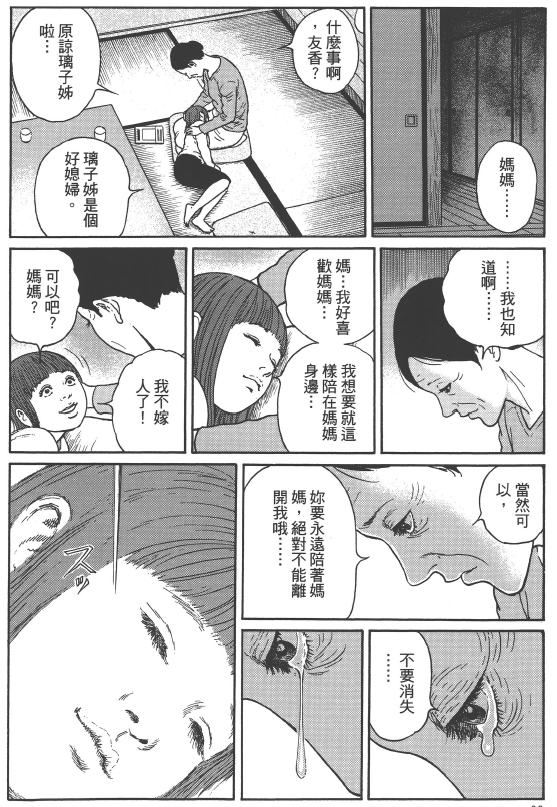 媽媽……
什麼事啊
，友香？
原諒璃子姊
啦…
璃子姊是個
好媳婦。
……我也知
道啊……
媽…我好喜
歡媽媽…
我想要就這
樣陪在媽媽
身邊…
我不嫁
人了！
可以吧？
媽媽？
當然可
以，
妳要永遠陪著媽
媽，絕對不能離
開我哦……
不要消失
……
スッ